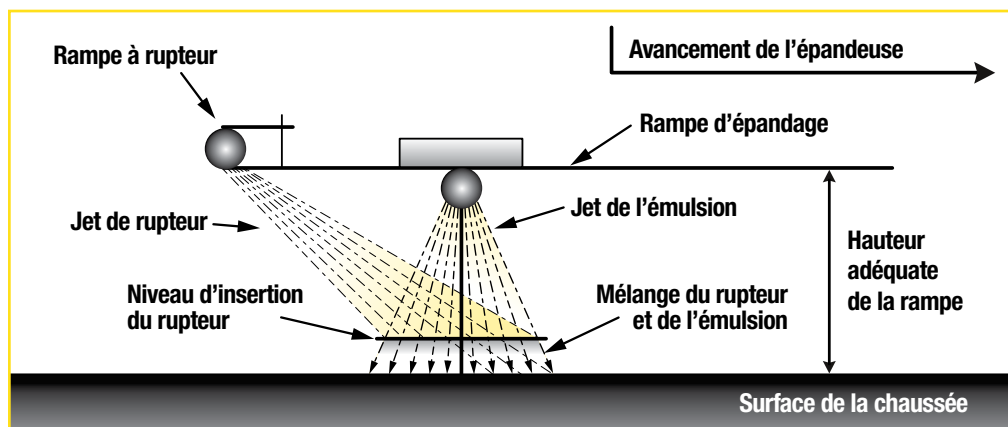 Rampe à rupteur
Avancement de l’épandeuse
Rampe d’épandage
Jet de rupteur
Jet de l’émulsion
Hauteur
adéquate
de la rampe
Niveau d’insertion
du rupteur
Mélange du rupteur
et de l’émulsion
Surface de la chaussée